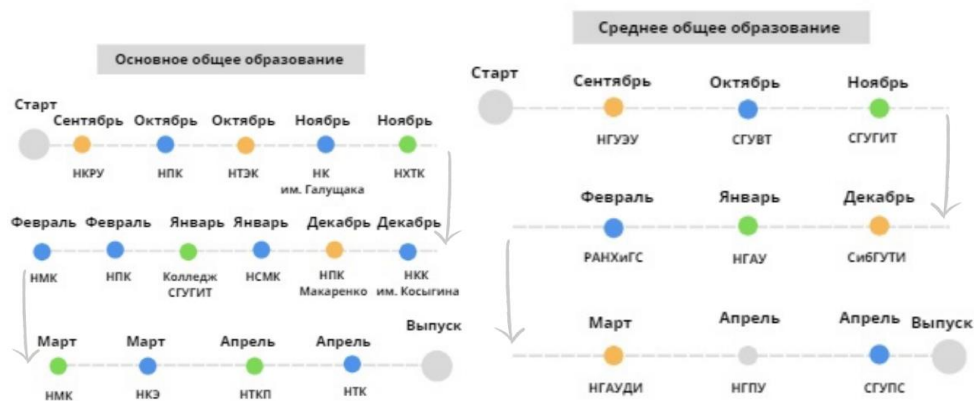 Основное общее образование
Старт
Сентябрь Октябрь Октябрь Ноябрь Ноябрь
НКРУ НПК НТЭК НК им. Галущака НХТК
Февраль Февраль Январь Январь Декабрь Декабрь
НМК НПК Колледж СГУГИТ НСМК НПК Макаренко НКК им. Косыгина
Выпуск
Март Март Апрель Апрель
НМК НКЭ НТКП НТК
Среднее общее образование
Старт
Сентябрь Октябрь Ноябрь
НГУЭУ СГУВТ СГУГИТ
Февраль Январь Декабрь
РАНХиГС НГАУ СибГУТИ
Март Апрель Апрель Выпуск
НГАУДИ НГПУ СГУПС